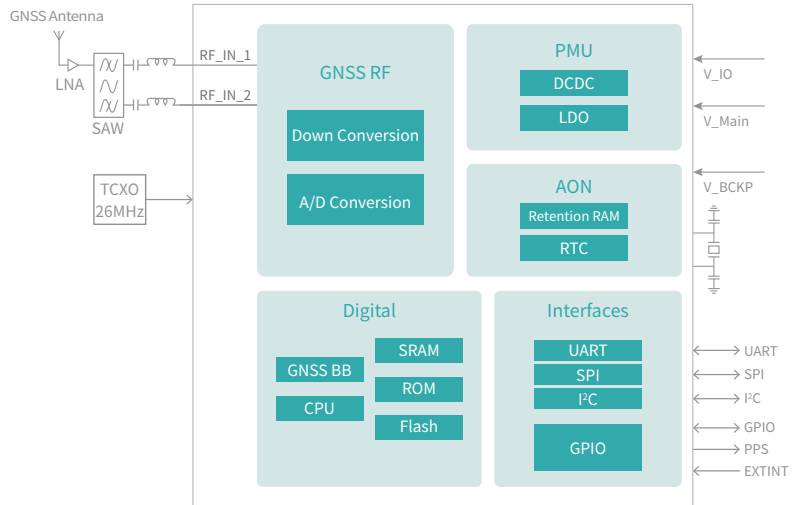 GNSS Antenna
LNA
SAW
RF_IN_1
RF_IN_2
TCXO
26MHz
GNSS RF
Down Conversion
A/D Conversion
PMU
DCDC
LDO
V_IO
V_Main
AON
Retention RAM
RTC
V_BCKP
Digital
GNSS BB
CPU
SRAM
ROM
Flash
Interfaces
UART
SPI
I²C
GPIO
UART
SPI
I²C
GPIO
PPS
EXTINT